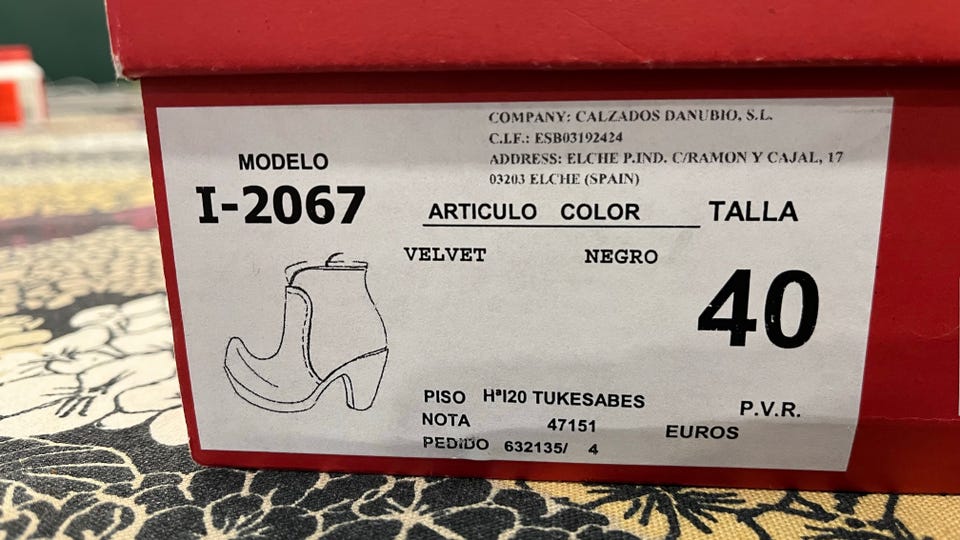 COMPANY: CALZADOS DANUBIO, S.L.
C.I.F.: ESB03192424
ADDRESS: ELCHE P.IND. C/RAMON Y CAJAL, 17
03203 ELCHE (SPAIN)
MODELO
I-2067
ARTICULO COLOR TALLA
VELVET NEGRO
40
PISO HªI20 TUKESABES
P.V.R.
NOTA 47151
EUROS
PEDIDO 632135/ 4